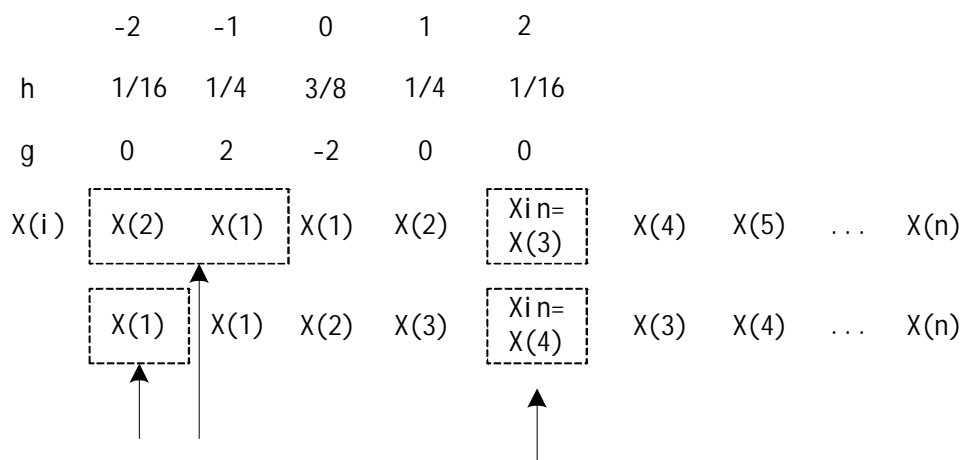 -2 -1 0 1 2
h 1/16 1/4 3/8 1/4 1/16
g 0 2 -2 0 0
X(i) X(2) X(1) X(1) X(2) Xin= X(3) X(4) X(5) ... X(n)
X(1) X(1) X(2) X(3) Xin= X(4) X(3) X(4) ... X(n)